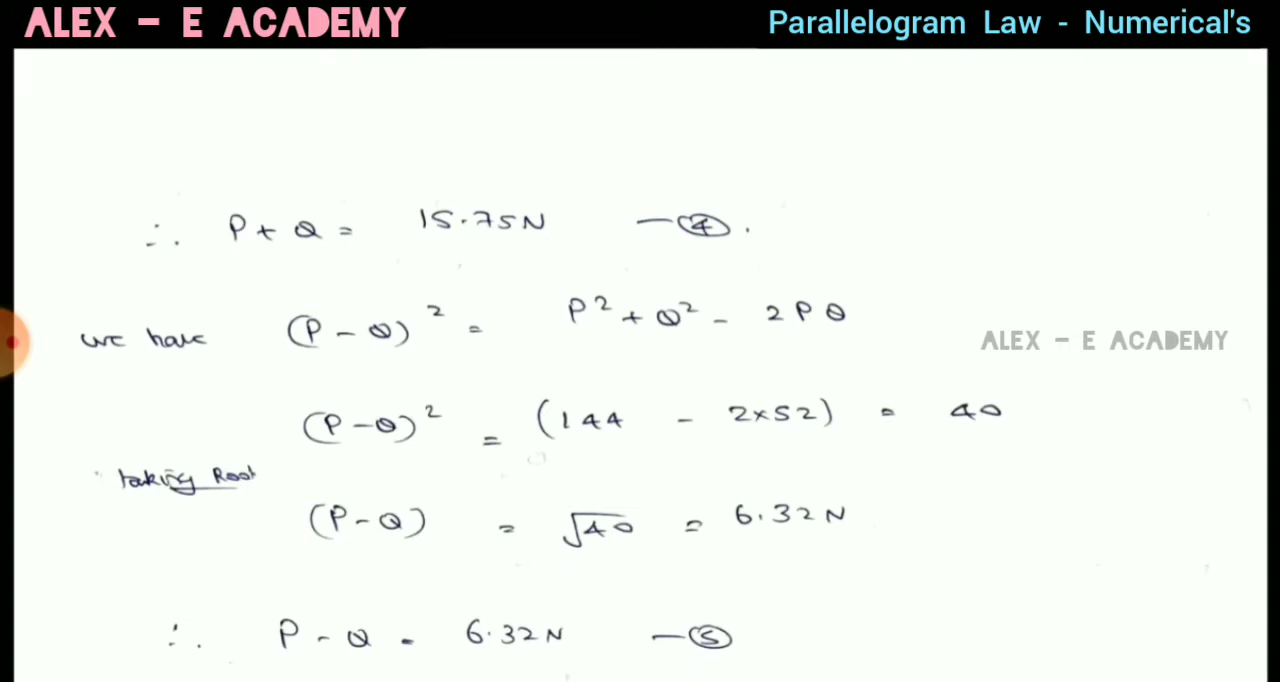 ALEX - E ACADEMY
Parallelogram Law - Numerical's
∴ P + Q = 15.75N — ④.
we have (P - Q)² = P² + Q² - 2PQ
ALEX - E ACADEMY
(P - Q)² = (144 - 2×52) = 40
taking Root
(P - Q) = √40 = 6.32N
∴ P - Q = 6.32N — ⑤